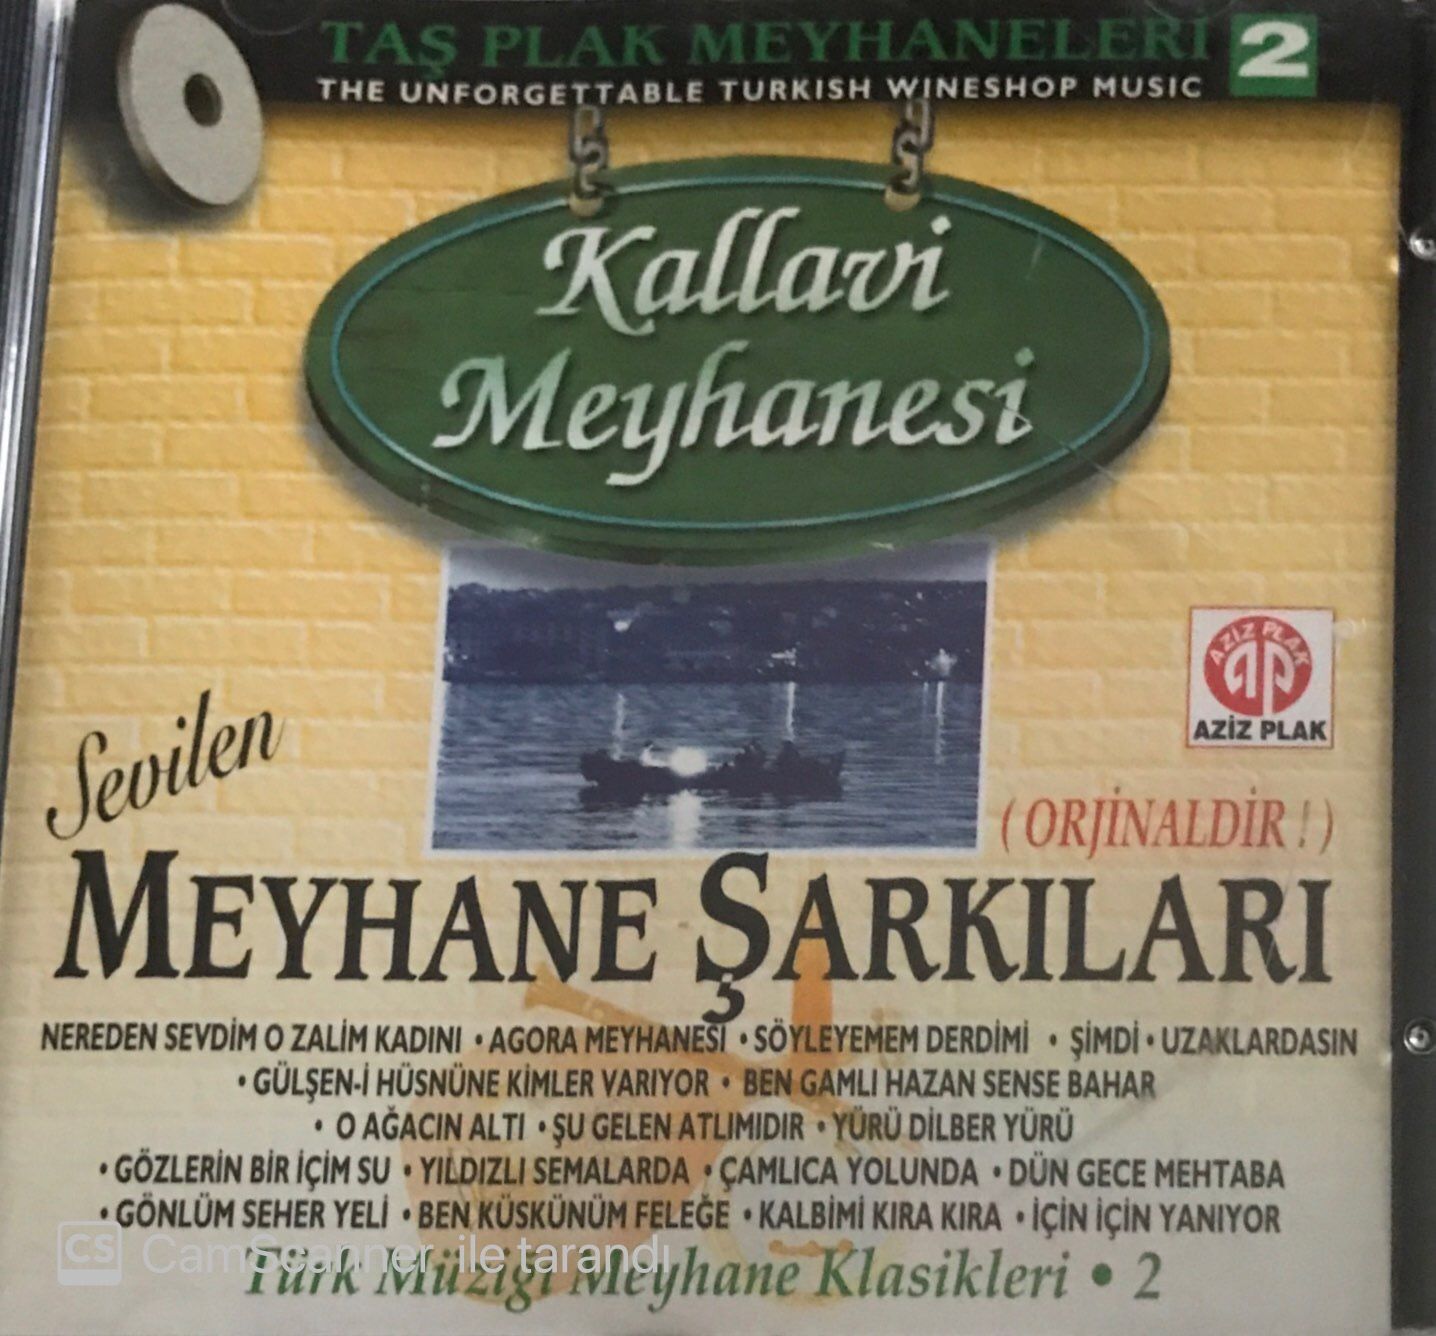 TAŞ PLAK MEYHANELERİ 2
THE UNFORGETTABLE TURKISH WINESHOP MUSIC
Kallavi
Meyhanesi
AZIZ PLAK
AZİZ PLAK
Sevilen
(ORJİNALDİR!)
MEYHANE ŞARKILARI
NEREDEN SEVDİM O ZALİM KADINI • AGORA MEYHANESİ • SÖYLEYEMEM DERDİMİ • ŞİMDİ • UZAKLARDASIN
• GÜLŞEN-İ HÜSNÜNE KİMLER VARIYOR • BEN GAMLI HAZAN SENSE BAHAR
• O AĞACIN ALTI • ŞU GELEN ATLIMIDIR • YÜRÜ DİLBER YÜRÜ
• GÖZLERİN BİR İÇİM SU • YILDIZLI SEMALARDA • ÇAMLICA YOLUNDA • DÜN GECE MEHTABA
• GÖNLÜM SEHER YELİ • BEN KÜSKÜNÜM FELEĞE • KALBİMİ KIRA KIRA • İÇİN İÇİN YANIYOR
CS CamScanner ile tarandı
Türk Müziği Meyhane Klasikleri • 2